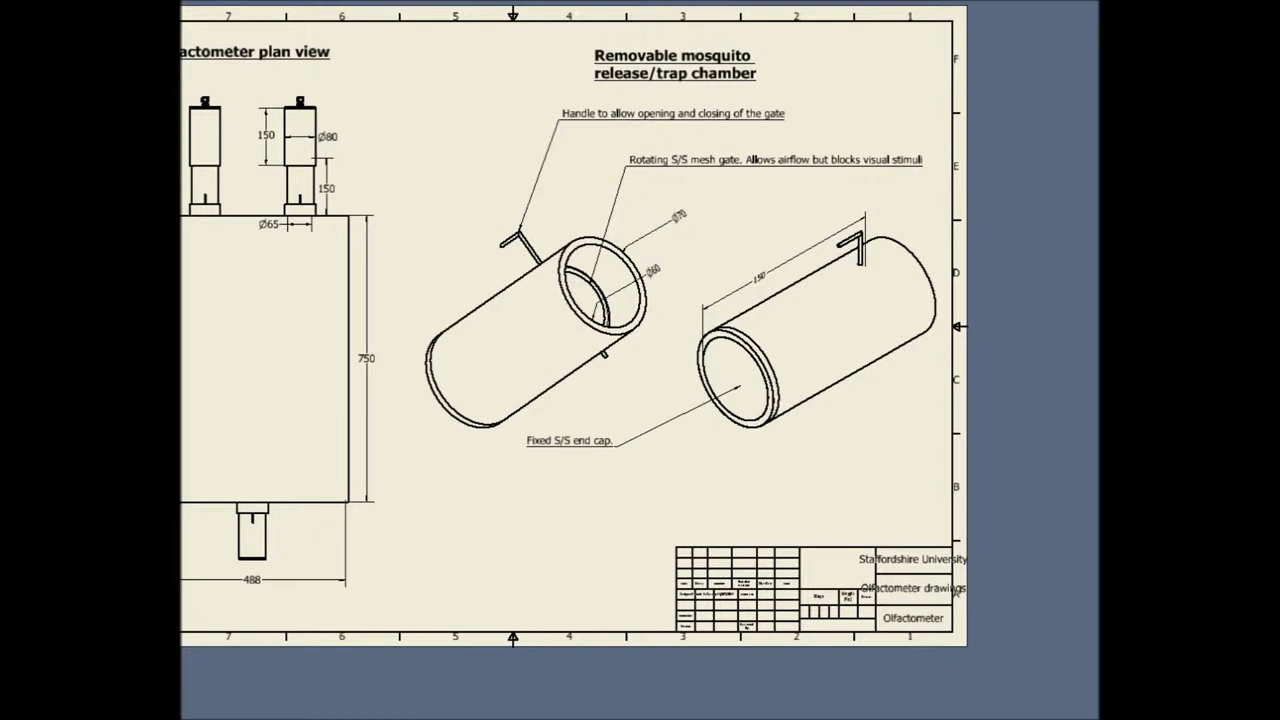 7 6 5 4 3 2 1
actometer plan view
Removable mosquito
release/trap chamber
F
Handle to allow opening and closing of the gate
150
Ø80
Rotating S/S mesh gate. Allows airflow but blocks visual stimuli
E
150
Ø65
Ø70
Ø60
150
D
750
C
Fixed S/S end cap.
B
Staffordshire University
488
Olfactometer drawings
A
Olfactometer
7 6 5 4 3 2 1